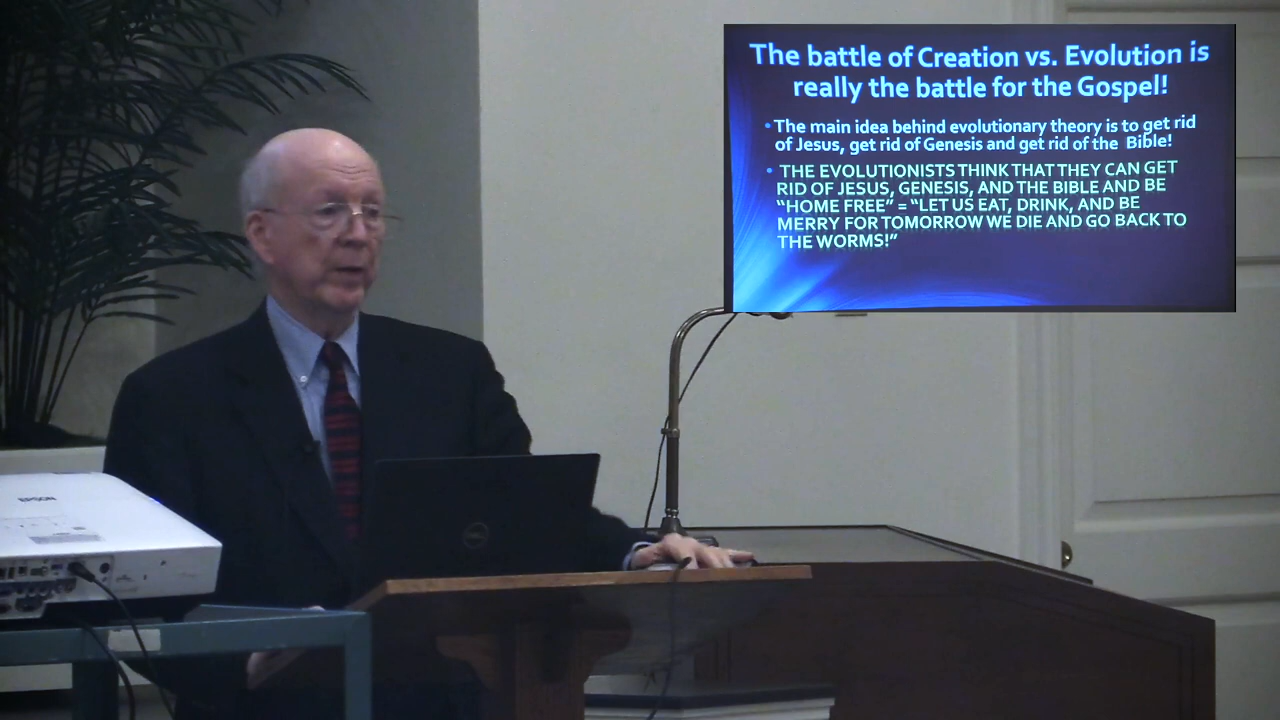 The battle of Creation vs. Evolution is
really the battle for the Gospel!
•The main idea behind evolutionary theory is to get rid
of Jesus, get rid of Genesis and get rid of the Bible!
• THE EVOLUTIONISTS THINK THAT THEY CAN GET
RID OF JESUS, GENESIS, AND THE BIBLE AND BE
“HOME FREE” = “LET US EAT, DRINK, AND BE
MERRY FOR TOMORROW WE DIE AND GO BACK TO
THE WORMS!”
EPSON
DELL